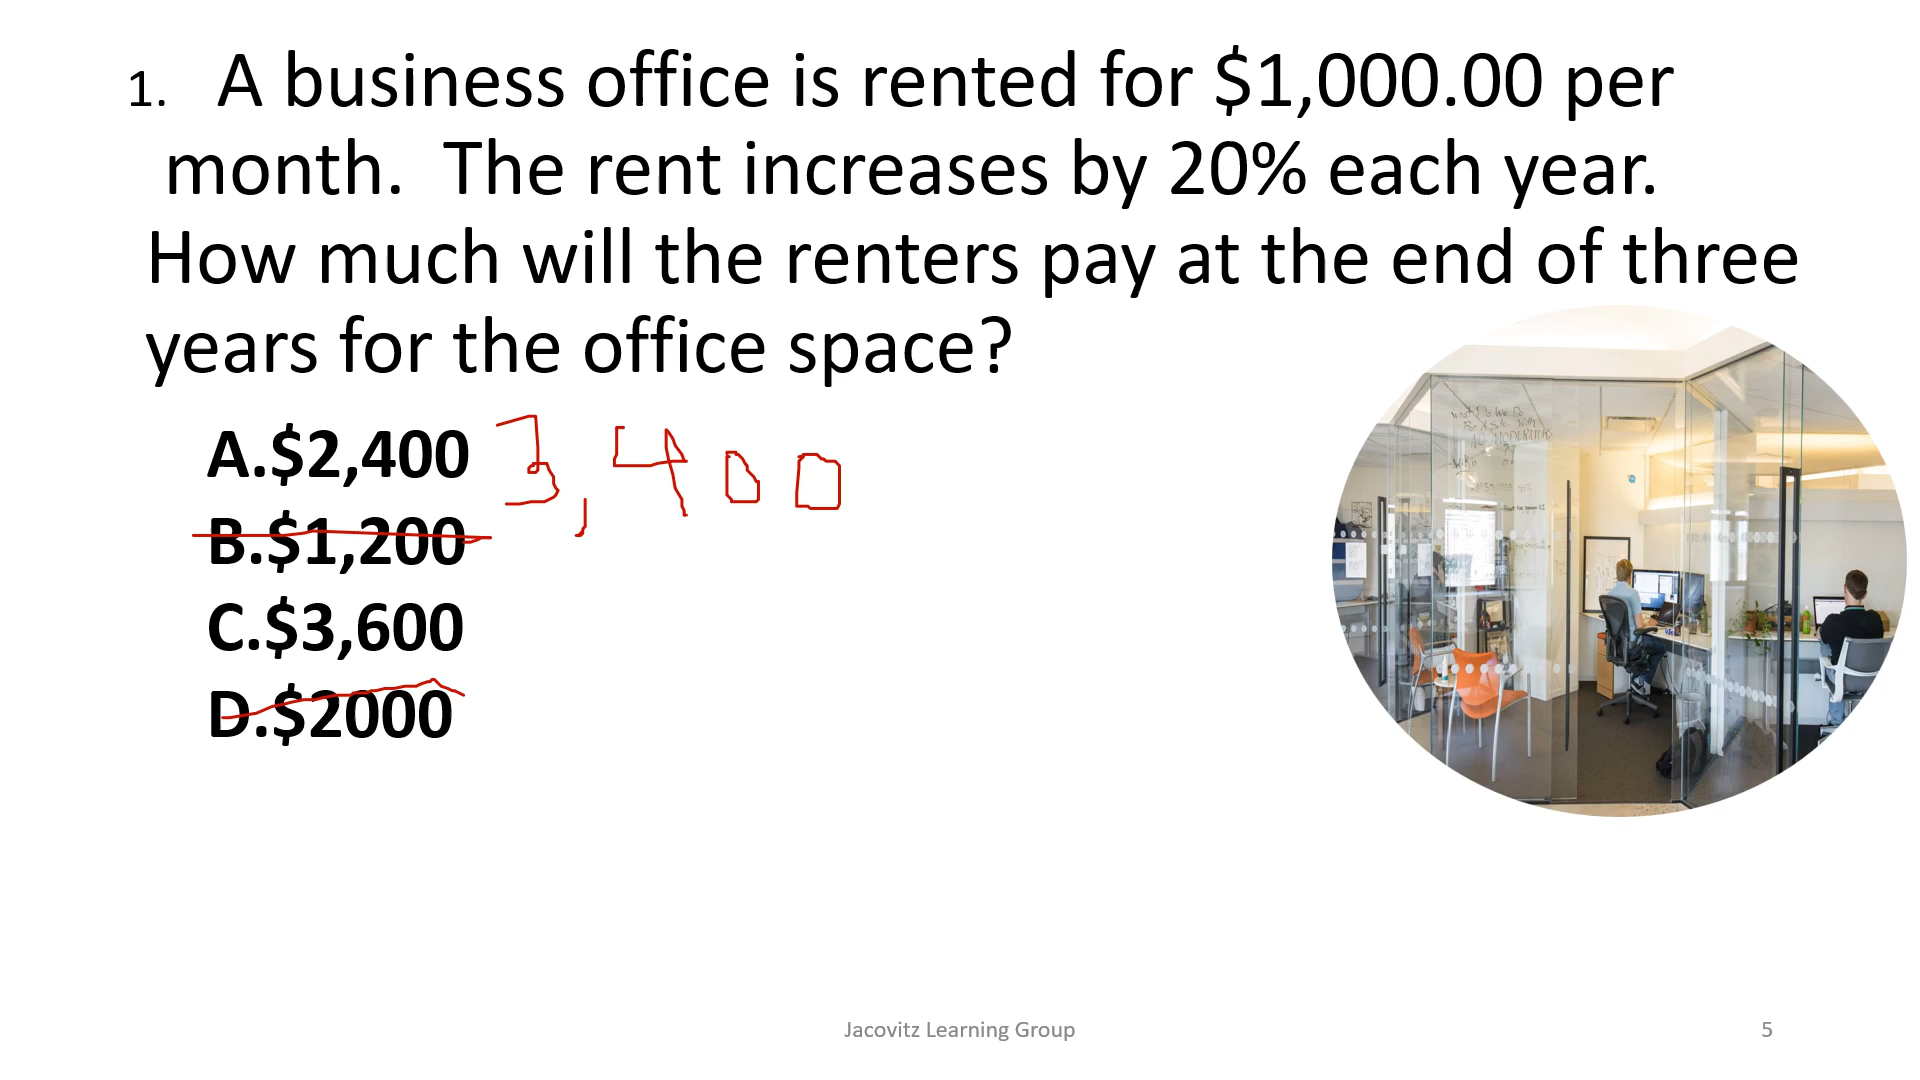 1. A business office is rented for $1,000.00 per
month. The rent increases by 20% each year.
How much will the renters pay at the end of three
years for the office space?
A.$2,400 3,400
B.$1,200
C.$3,600
D.$2000
Jacovitz Learning Group 5